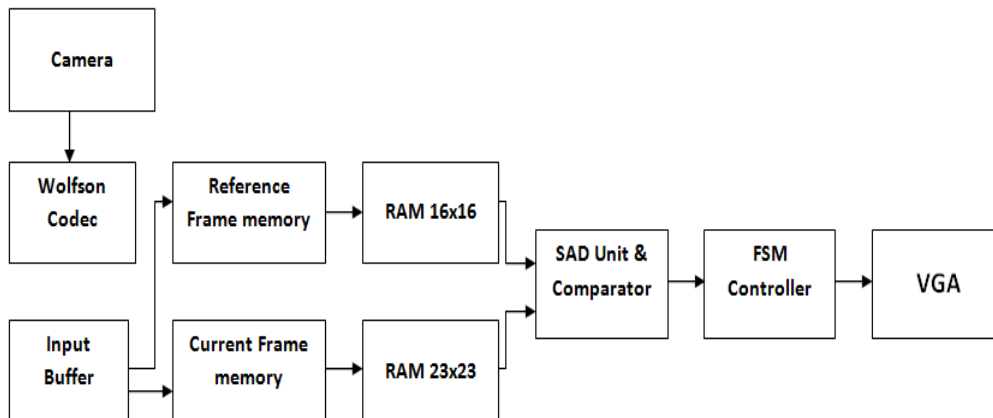 Camera
Wolfson
Codec
Reference
Frame memory
RAM 16x16
SAD Unit &
Comparator
FSM
Controller
VGA
Input
Buffer
Current Frame
memory
RAM 23x23